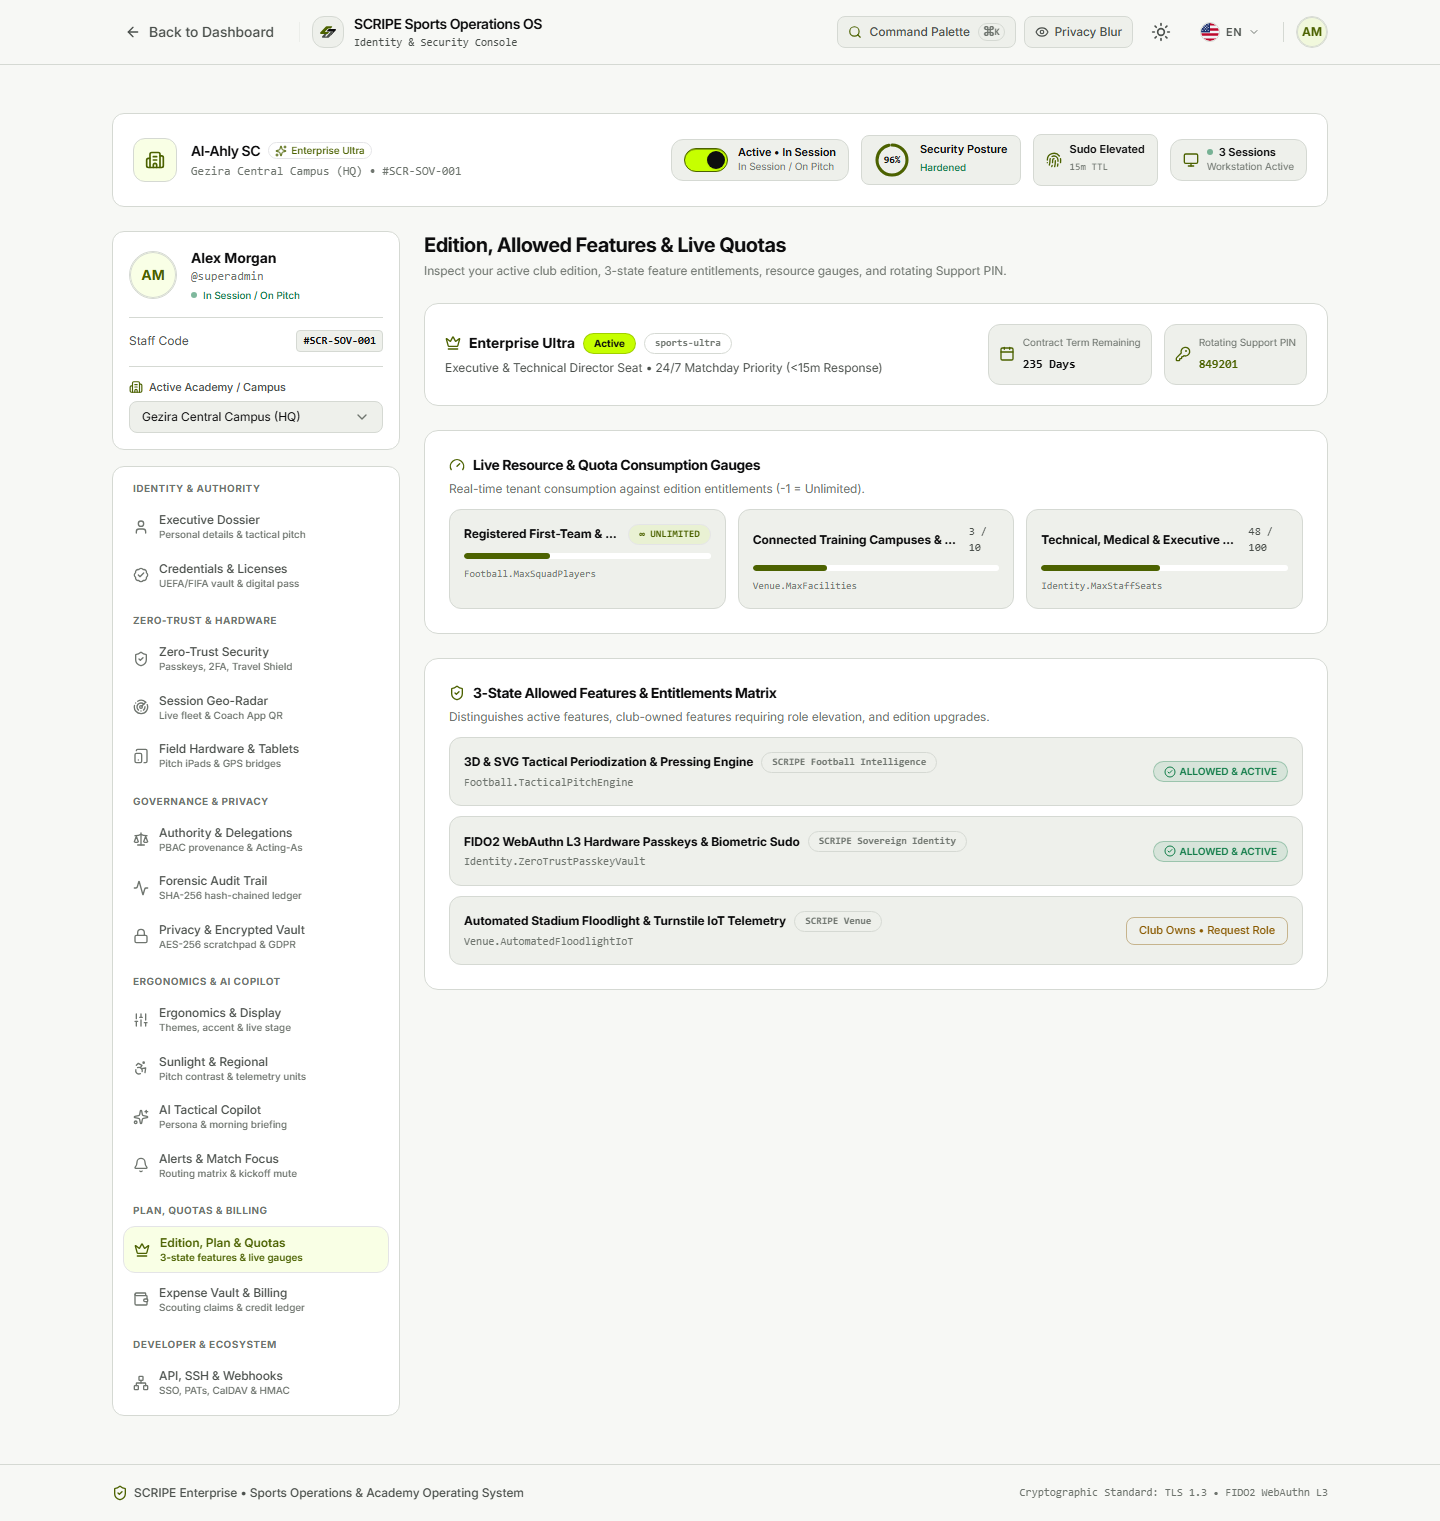 Back to Dashboard
SCRIPE Sports Operations OS
Identity & Security Console
Command Palette ⌘K
Privacy Blur
EN
AM
Al-Ahly SC
Enterprise Ultra
Gezira Central Campus (HQ) • #SCR-SOV-001
Active • In Session
In Session / On Pitch
96%
Security Posture
Hardened
Sudo Elevated
15m TTL
3 Sessions
Workstation Active
AM
Alex Morgan
@superadmin
In Session / On Pitch
Staff Code
#SCR-SOV-001
Active Academy / Campus
Gezira Central Campus (HQ)
IDENTITY & AUTHORITY
Executive Dossier
Personal details & tactical pitch
Credentials & Licenses
UEFA/FIFA vault & digital pass
ZERO-TRUST & HARDWARE
Zero-Trust Security
Passkeys, 2FA, Travel Shield
Session Geo-Radar
Live fleet & Coach App QR
Field Hardware & Tablets
Pitch iPads & GPS bridges
GOVERNANCE & PRIVACY
Authority & Delegations
PBAC provenance & Acting-As
Forensic Audit Trail
SHA-256 hash-chained ledger
Privacy & Encrypted Vault
AES-256 scratchpad & GDPR
ERGONOMICS & AI COPILOT
Ergonomics & Display
Themes, accent & live stage
Sunlight & Regional
Pitch contrast & telemetry units
AI Tactical Copilot
Persona & morning briefing
Alerts & Match Focus
Routing matrix & kickoff mute
PLAN, QUOTAS & BILLING
Edition, Plan & Quotas
3-state features & live gauges
Expense Vault & Billing
Scouting claims & credit ledger
DEVELOPER & ECOSYSTEM
API, SSH & Webhooks
SSO, PATs, CalDAV & HMAC
Edition, Allowed Features & Live Quotas
Inspect your active club edition, 3-state feature entitlements, resource gauges, and rotating Support PIN.
Enterprise Ultra
Active
sports-ultra
Executive & Technical Director Seat • 24/7 Matchday Priority (<15m Response)
Contract Term Remaining
235 Days
Rotating Support PIN
849201
Live Resource & Quota Consumption Gauges
Real-time tenant consumption against edition entitlements (-1 = Unlimited).
Registered First-Team & ...
∞ UNLIMITED
Football.MaxSquadPlayers
Connected Training Campuses & ...
3 /
10
Venue.MaxFacilities
Technical, Medical & Executive ...
48 /
100
Identity.MaxStaffSeats
3-State Allowed Features & Entitlements Matrix
Distinguishes active features, club-owned features requiring role elevation, and edition upgrades.
3D & SVG Tactical Periodization & Pressing Engine
SCRIPE Football Intelligence
Football.TacticalPitchEngine
ALLOWED & ACTIVE
FIDO2 WebAuthn L3 Hardware Passkeys & Biometric Sudo
SCRIPE Sovereign Identity
Identity.ZeroTrustPasskeyVault
ALLOWED & ACTIVE
Automated Stadium Floodlight & Turnstile IoT Telemetry
SCRIPE Venue
Venue.AutomatedFloodlightIoT
Club Owns • Request Role
SCRIPE Enterprise • Sports Operations & Academy Operating System
Cryptographic Standard: TLS 1.3 • FIDO2 WebAuthn L3